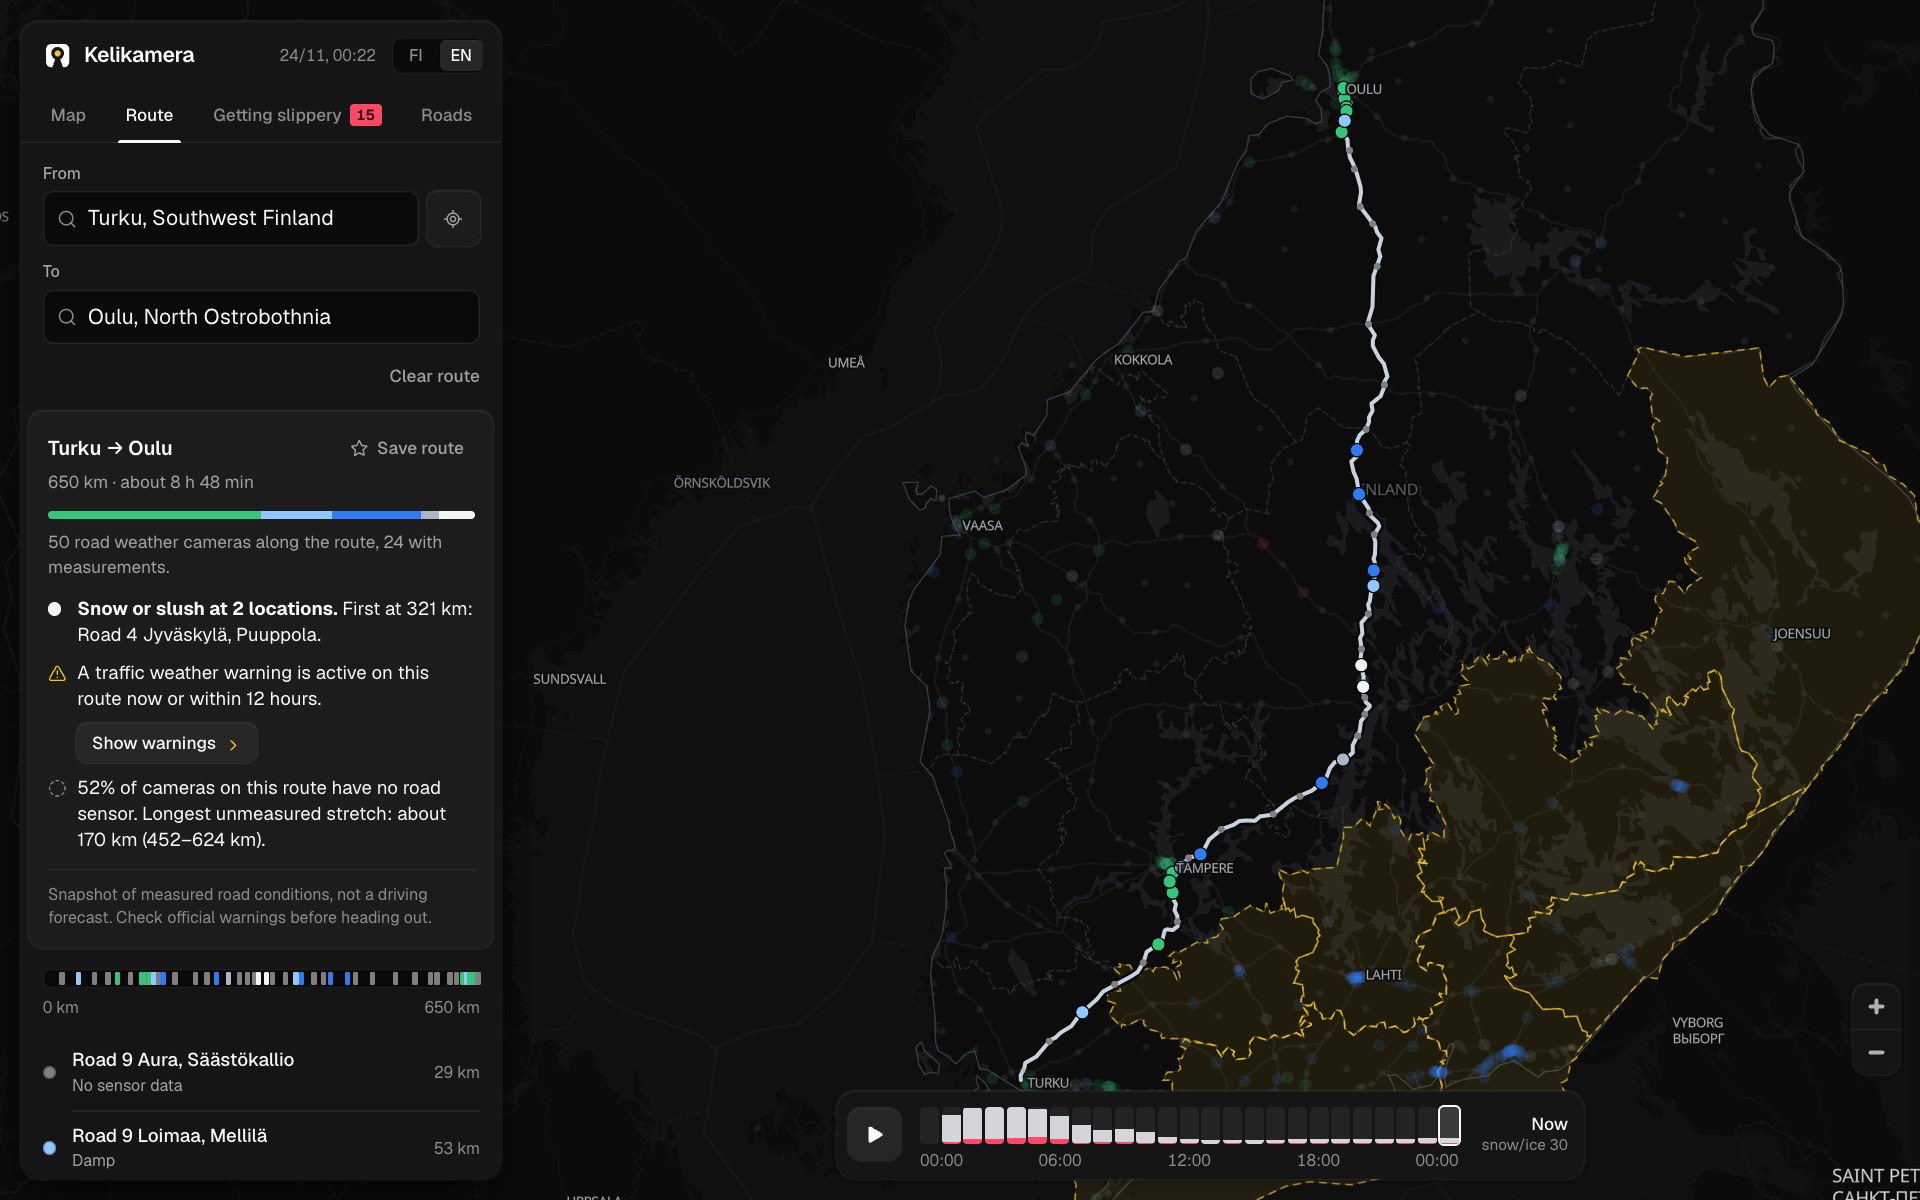 Kelikamera
24/11, 00:22
FI
EN
Map
Route
Getting slippery 15
Roads
From
Turku, Southwest Finland
To
Oulu, North Ostrobothnia
Clear route
Turku → Oulu
Save route
650 km · about 8 h 48 min
50 road weather cameras along the route, 24 with
measurements.
Snow or slush at 2 locations. First at 321 km:
Road 4 Jyväskylä, Puuppola.
A traffic weather warning is active on this
route now or within 12 hours.
Show warnings
52% of cameras on this route have no road
sensor. Longest unmeasured stretch: about
170 km (452–624 km).
Snapshot of measured road conditions, not a driving
forecast. Check official warnings before heading out.
0 km
650 km
Road 9 Aura, Säästökallio
No sensor data
29 km
Road 9 Loimaa, Mellilä
Damp
53 km
OULU
UMEÅ
KOKKOLA
ÖRNSKÖLDSVIK
NLAND
VAASA
JOENSUU
SUNDSVALL
TAMPERE
LAHTI
VYBORG
ВЫБОРГ
TURKU
SAINT PET
00:00
06:00
12:00
18:00
00:00
Now
snow/ice 30